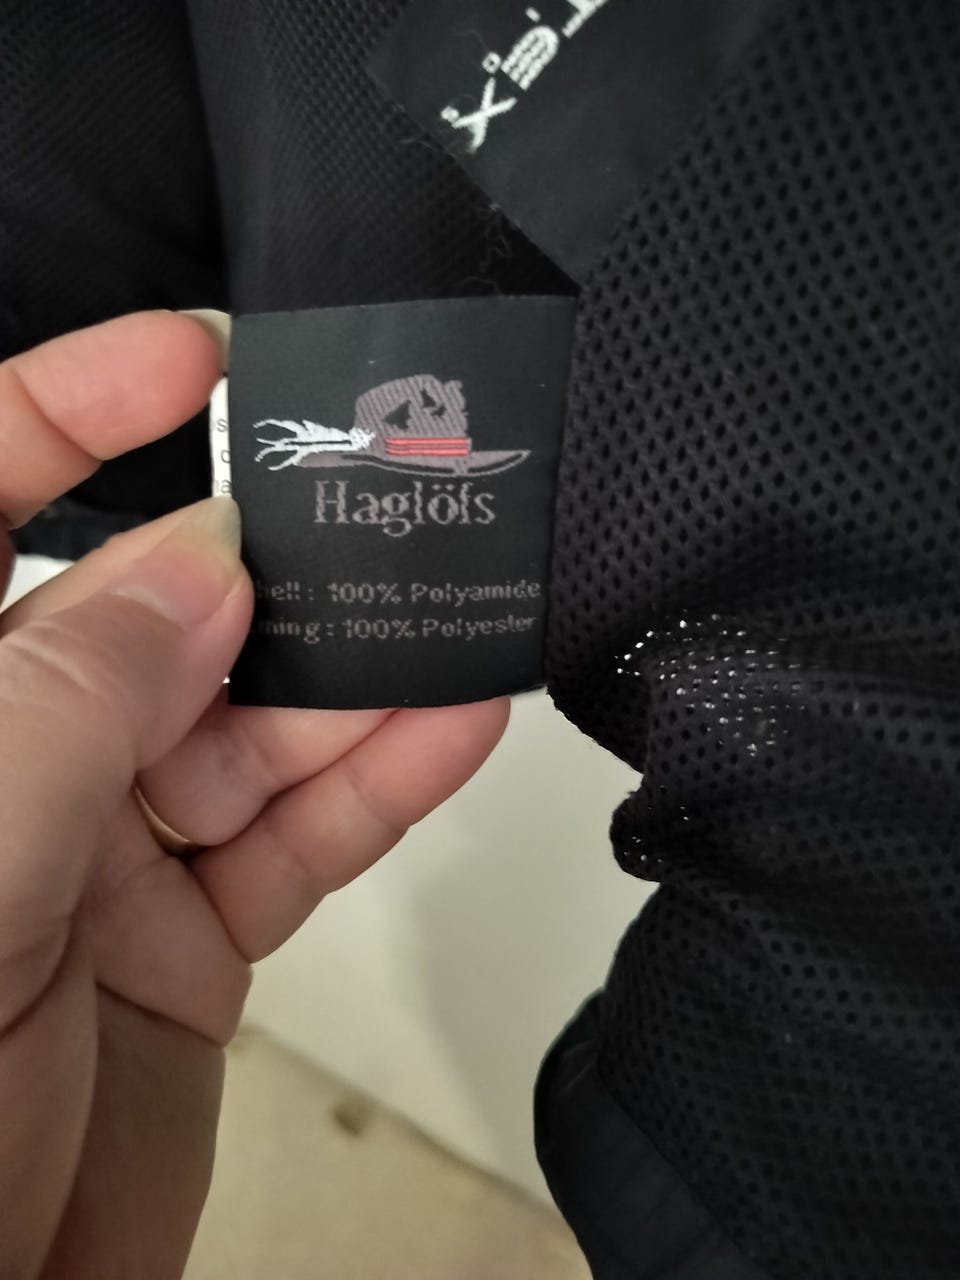 Haglöfs
hell: 100% Polyamide
ining: 100% Polyester